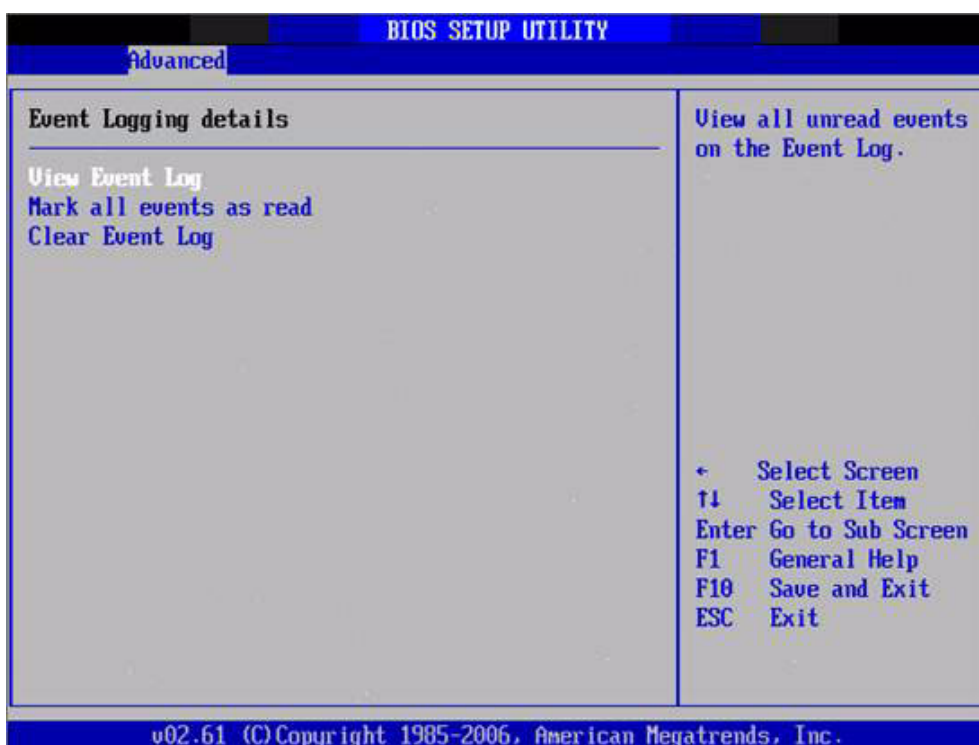 BIOS SETUP UTILITY
Advanced
Event Logging details
View Event Log
Mark all events as read
Clear Event Log
View all unread events
on the Event Log.
← Select Screen
↑↓ Select Item
Enter Go to Sub Screen
F1 General Help
F10 Save and Exit
ESC Exit
v02.61 (C)Copyright 1985-2006, American Megatrends, Inc.